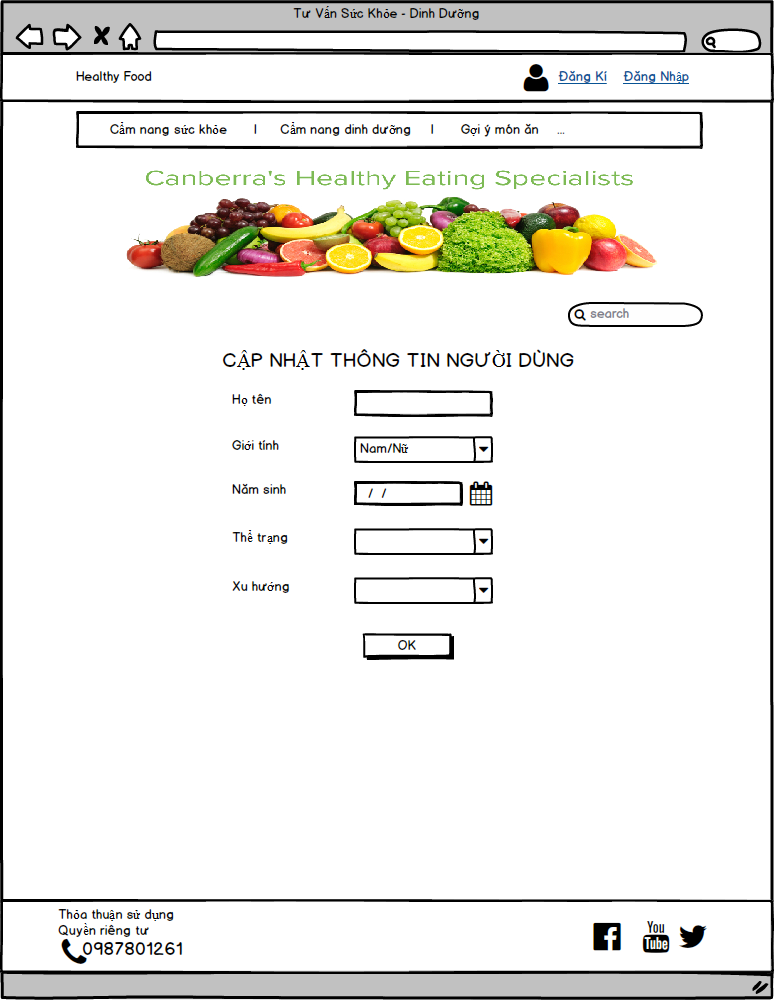 Tư Vấn Sức Khỏe - Dinh Dưỡng
Healthy Food
Đăng Kí Đăng Nhập
Cẩm nang sức khỏe | Cẩm nang dinh dưỡng | Gợi ý món ăn ...
Canberra's Healthy Eating Specialists
search
CẬP NHẬT THÔNG TIN NGƯỜI DÙNG
Họ tên
Giới tính Nam/Nữ
Năm sinh / /
Thể trạng
Xu hướng
OK
Thỏa thuận sử dụng
Quyền riêng tư
0987801261
You
Tube